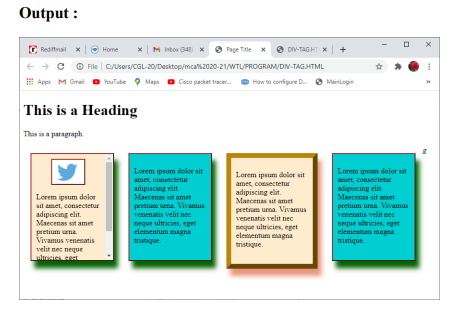 Output :
Rediffmail
Home
Inbox (348)
Page Title
DIV-TAG.HT
File | C:/Users/CGL-20/Desktop/mca%2020-21/WTL/PROGRAM/DIV-TAG.HTML
Apps
Gmail
YouTube
Maps
Cisco packet tracer...
How to configure D...
MainLogin
»
This is a Heading
This is a paragraph.
g
Lorem ipsum dolor
sit amet, consectetur
adipiscing elit.
Maecenas sit amet
pretium urna.
Vivamus venenatis
velit nec neque
ultricies, eget
Lorem ipsum dolor sit
amet, consectetur
adipiscing elit.
Maecenas sit amet
pretium urna. Vivamus
venenatis velit nec
neque ultricies, eget
elementum magna
tristique.
Lorem ipsum dolor sit
amet, consectetur
adipiscing elit.
Maecenas sit amet
pretium urna. Vivamus
venenatis velit nec
neque ultricies, eget
elementum magna
tristique.
Lorem ipsum dolor sit
amet, consectetur
adipiscing elit.
Maecenas sit amet
pretium urna. Vivamus
venenatis velit nec
neque ultricies, eget
elementum magna
tristique.